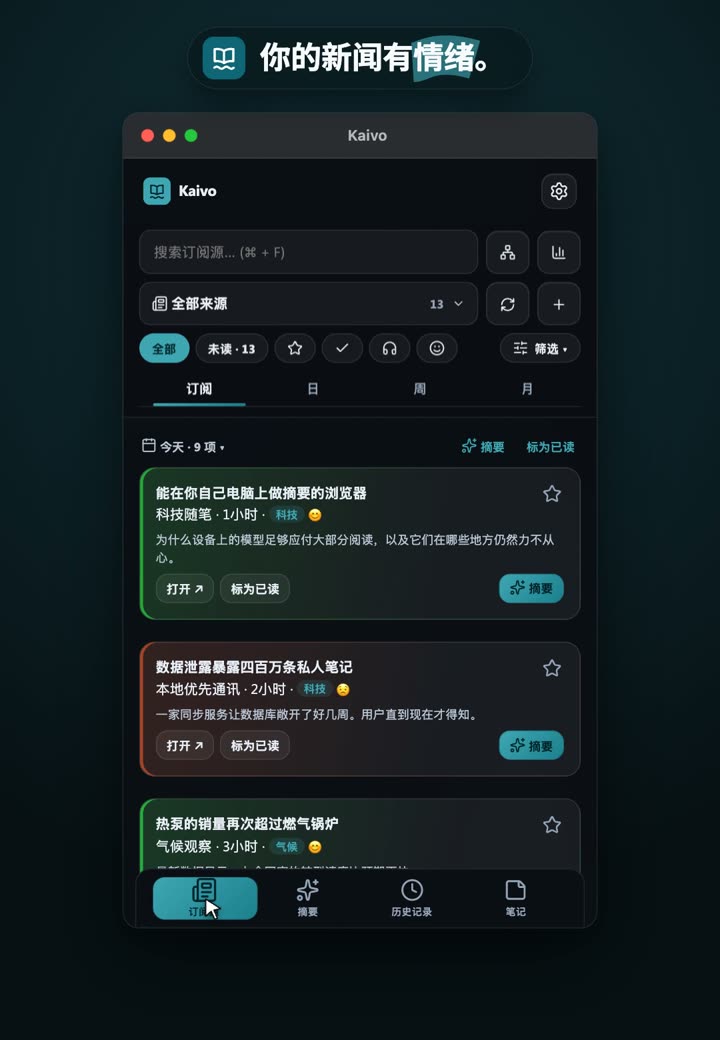 你的新闻有情绪。
Kaivo
Kaivo
搜索订阅源... (⌘ + F)
全部来源 13
全部 未读 · 13 筛选
订阅 日 周 月
今天 · 9 项 摘要 标为已读
能在你自己电脑上做摘要的浏览器
科技随笔 · 1小时 · 科技
为什么设备上的模型足够应付大部分阅读，以及它们在哪些地方仍然力不从
心。
打开 ↗ 标为已读 摘要
数据泄露暴露四百万条私人笔记
本地优先通讯 · 2小时 · 科技
一家同步服务让数据库敞开了好几周。用户直到现在才得知。
打开 ↗ 标为已读 摘要
热泵的销量再次超过燃气锅炉
气候观察 · 3小时 · 气候
订阅 摘要 历史记录 笔记